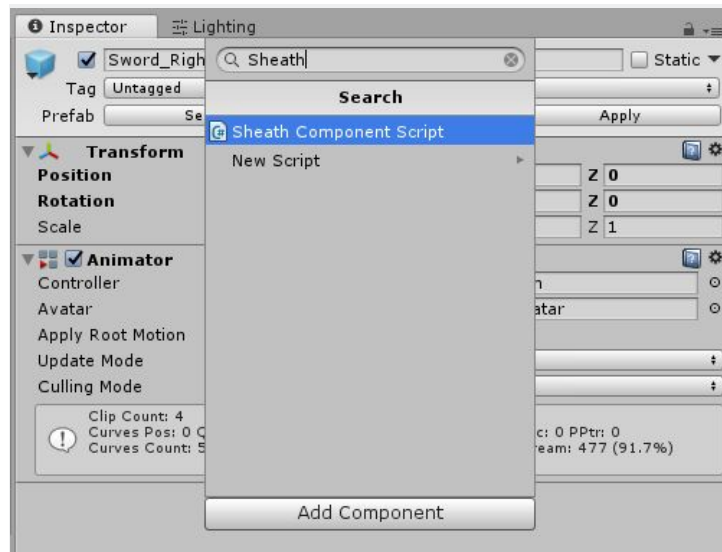 Inspector
Lighting
Sword_Righ
Sheath
Static
Tag Untagged
Search
Prefab Se
Apply
Sheath Component Script
Transform
New Script
Position
Z 0
Rotation
Z 0
Scale
Z 1
Animator
Controller
n
Avatar
atar
Apply Root Motion
Update Mode
Culling Mode
Clip Count: 4
Curves Pos: 0 Q
c: 0 PPtr: 0
Curves Count: 5
ream: 477 (91.7%)
Add Component